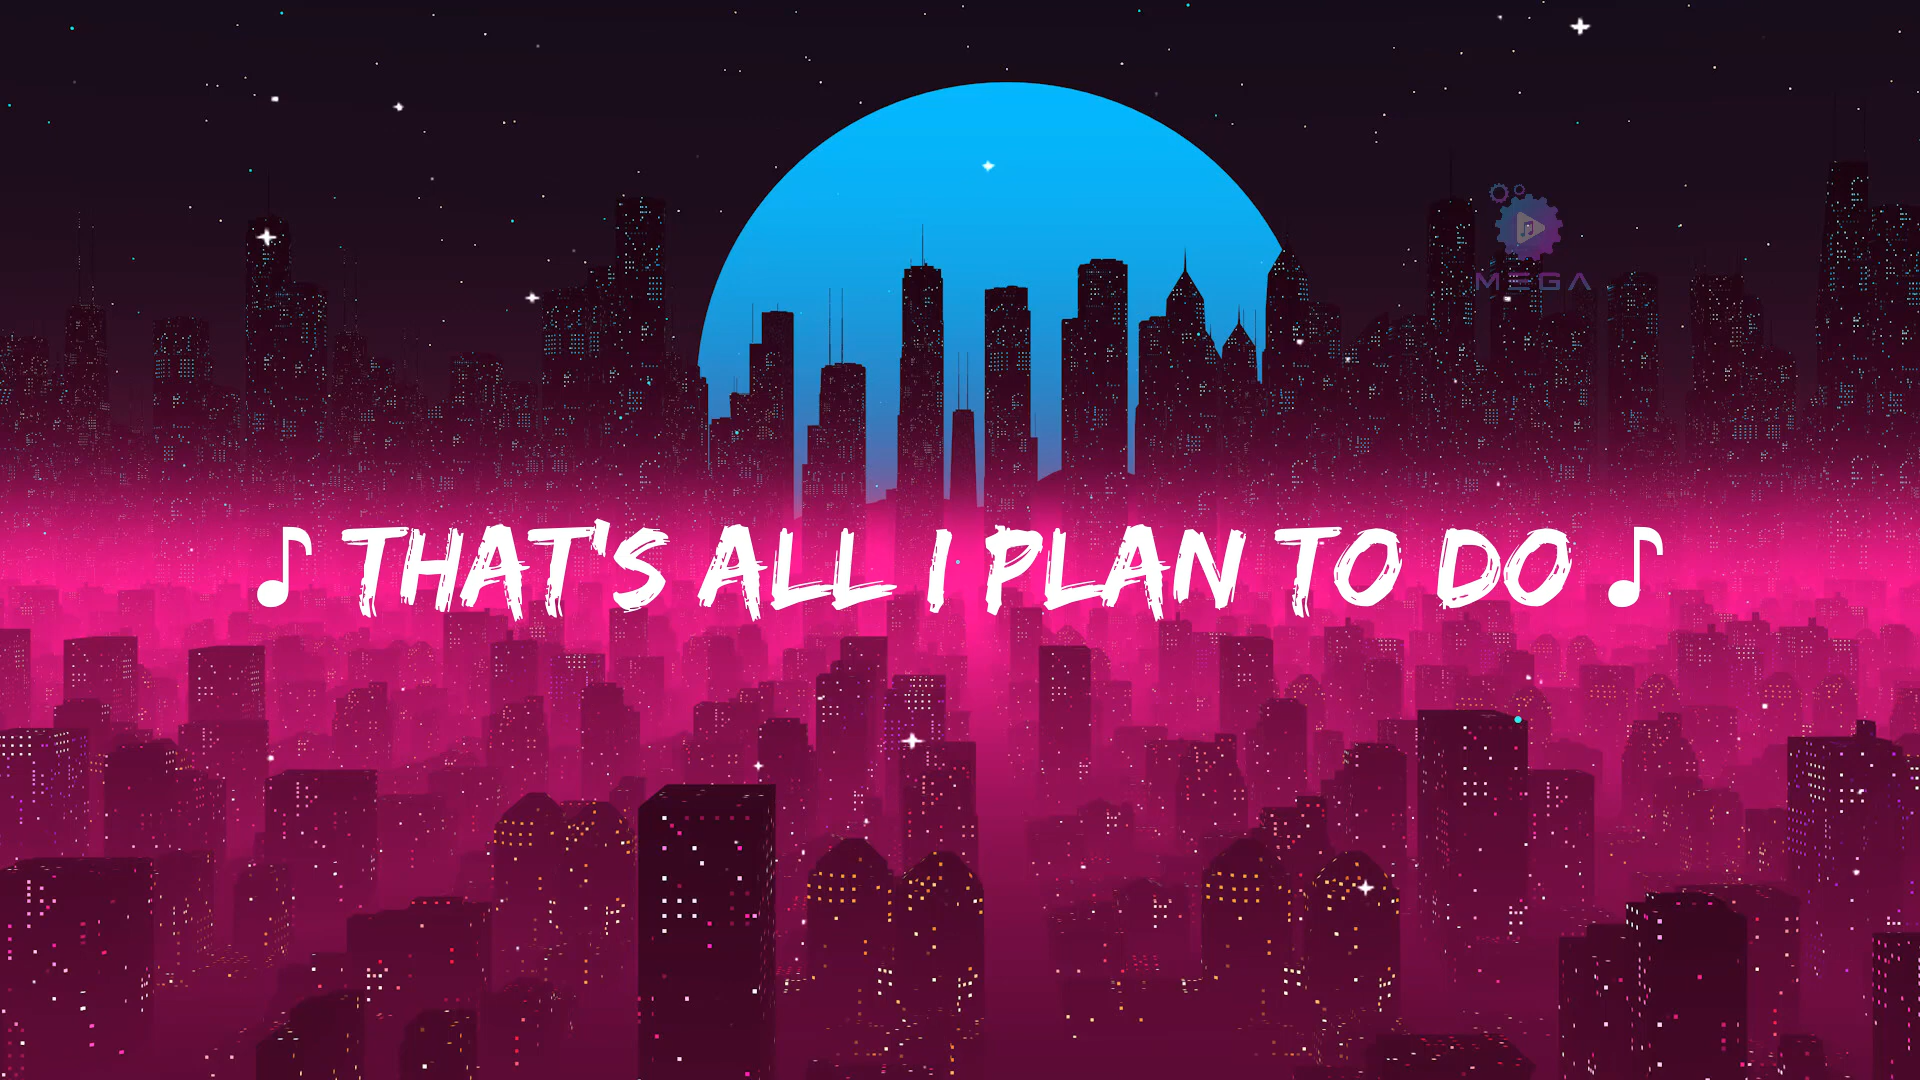 MEGA
♪ THAT'S ALL I PLAN TO DO ♪